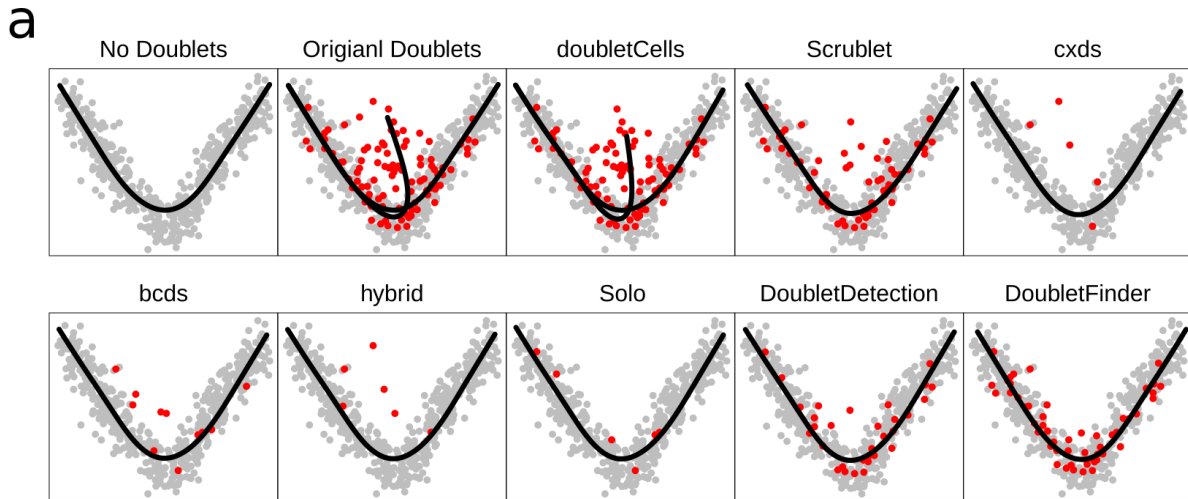 a
No Doublets
Origianl Doublets
doubletCells
Scrublet
cxds
bcds
hybrid
Solo
DoubletDetection
DoubletFinder